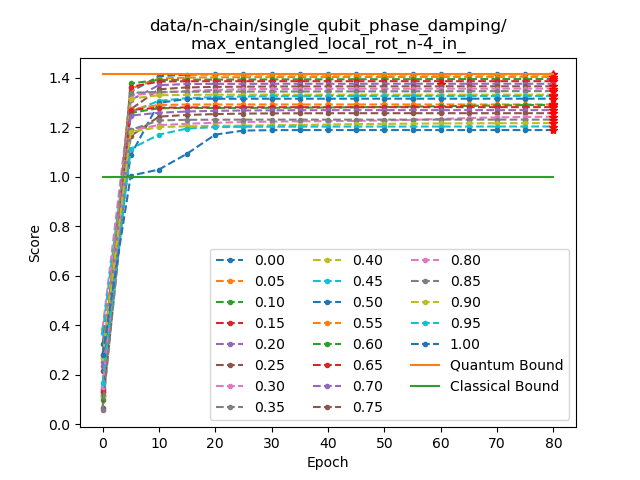 data/n-chain/single_qubit_phase_damping/
max_entangled_local_rot_n-4_in_
Score
1.4
1.2
1.0
0.8
0.6
0.4
0.2
0.0
0 10 20 30 40 50 60 70 80
Epoch
0.00 0.40 0.80
0.05 0.45 0.85
0.10 0.50 0.90
0.15 0.55 0.95
0.20 0.60 1.00
0.25 0.65 Quantum Bound
0.30 0.70 Classical Bound
0.35 0.75